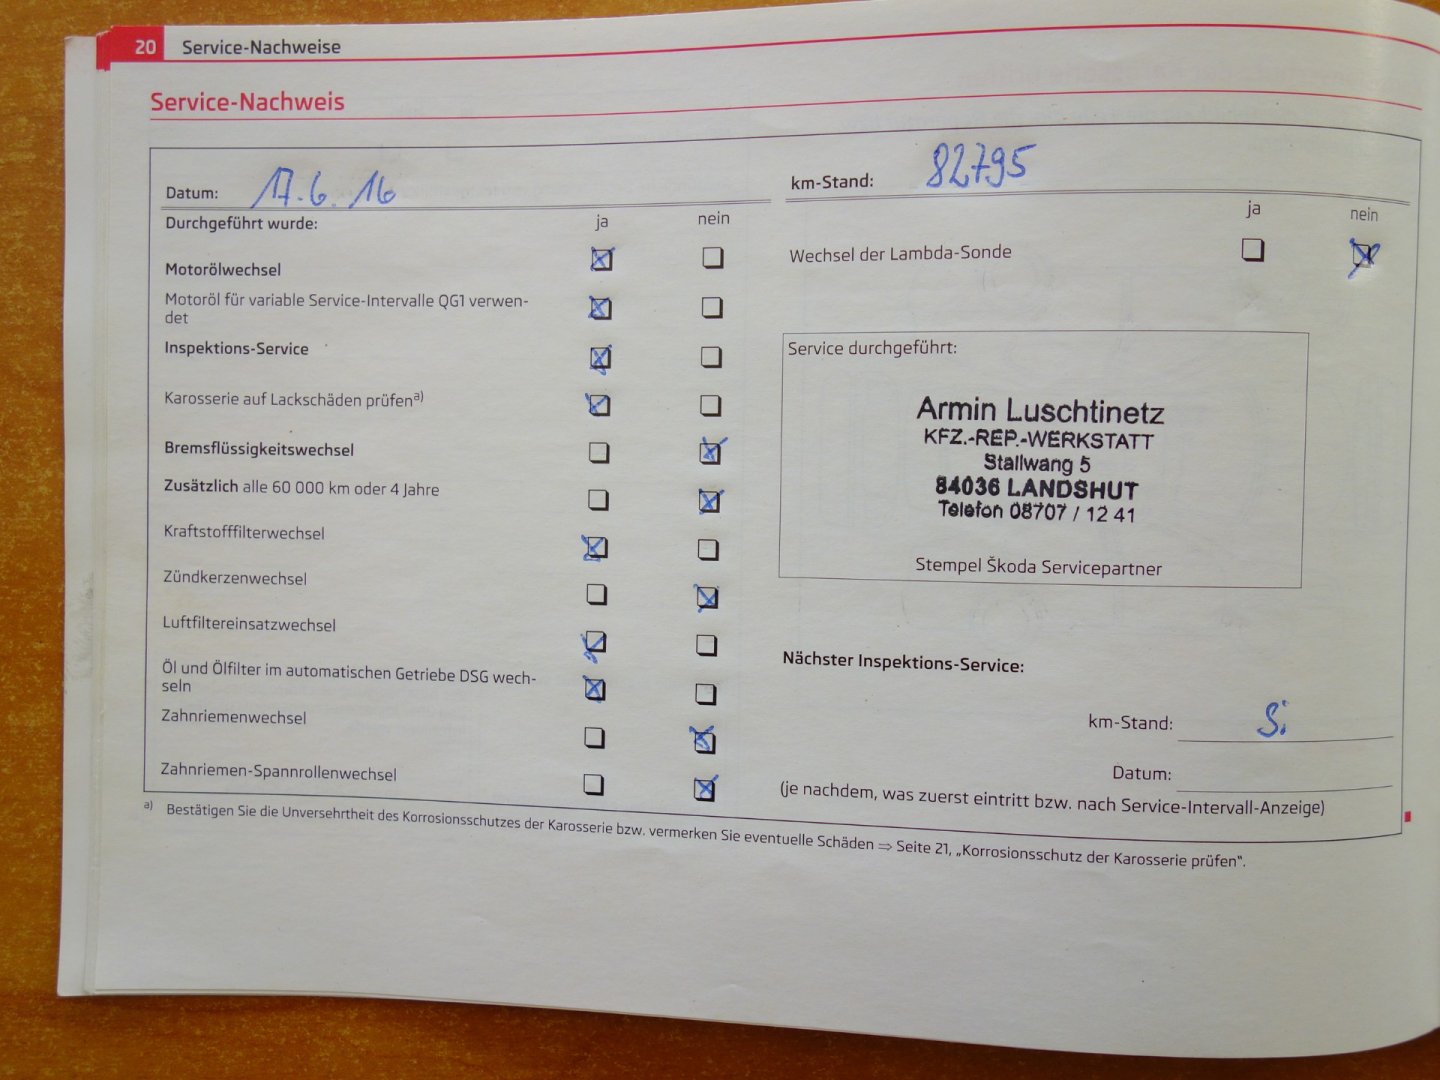 20 Service-Nachweise
Service-Nachweis
Datum: 17.6.16
Durchgeführt wurde: ja nein
Motorölwechsel
Motoröl für variable Service-Intervalle QG1 verwen-
det
Inspektions-Service
Karosserie auf Lackschäden prüfen a)
Bremsflüssigkeitswechsel
Zusätzlich alle 60 000 km oder 4 Jahre
Kraftstofffilterwechsel
Zündkerzenwechsel
Luftfiltereinsatzwechsel
Öl und Ölfilter im automatischen Getriebe DSG wech-
seln
Zahnriemenwechsel
Zahnriemen-Spannrollenwechsel
km-Stand: 82795
ja nein
Wechsel der Lambda-Sonde
Service durchgeführt:
Armin Luschtinetz
KFZ.-REP.-WERKSTATT
Stallwang 5
84036 LANDSHUT
Telefon 08707 / 12 41
Stempel Škoda Servicepartner
Nächster Inspektions-Service:
km-Stand: Si
Datum:
(je nachdem, was zuerst eintritt bzw. nach Service-Intervall-Anzeige)
a) Bestätigen Sie die Unversehrtheit des Korrosionsschutzes der Karosserie bzw. vermerken Sie eventuelle Schäden ⇒ Seite 21, „Korrosionsschutz der Karosserie prüfen“.